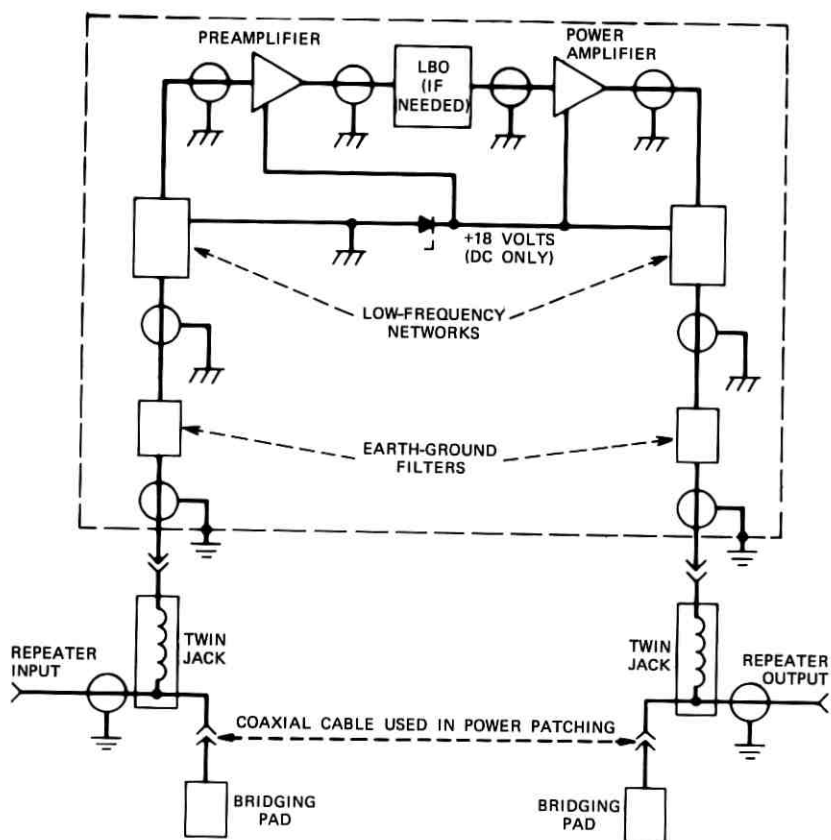 PREAMPLIFIER
POWER
AMPLIFIER
LBO
(IF
NEEDED)
+18 VOLTS
(DC ONLY)
LOW-FREQUENCY
NETWORKS
EARTH-GROUND
FILTERS
TWIN
JACK
TWIN
JACK
REPEATER
INPUT
REPEATER
OUTPUT
COAXIAL CABLE USED IN POWER PATCHING
BRIDGING
PAD
BRIDGING
PAD